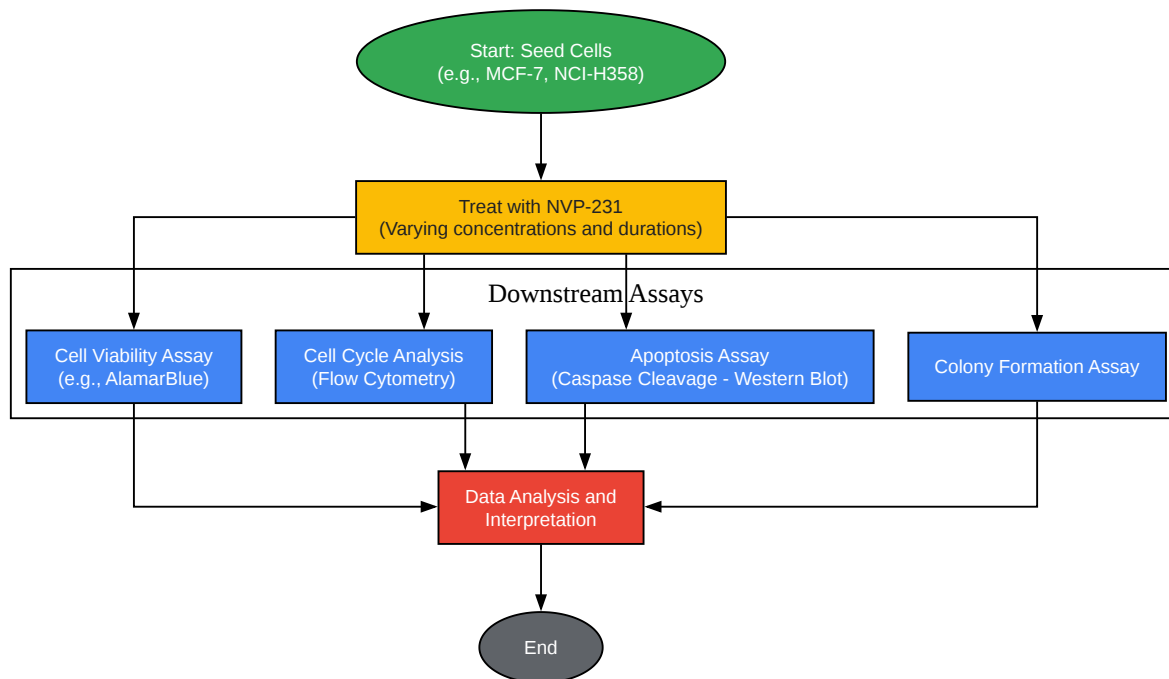 Start: Seed Cells
(e.g., MCF-7, NCI-H358)
Treat with NVP-231
(Varying concentrations and durations)
Downstream Assays
Cell Viability Assay
(e.g., AlamarBlue)
Cell Cycle Analysis
(Flow Cytometry)
Apoptosis Assay
(Caspase Cleavage - Western Blot)
Colony Formation Assay
Data Analysis and
Interpretation
End